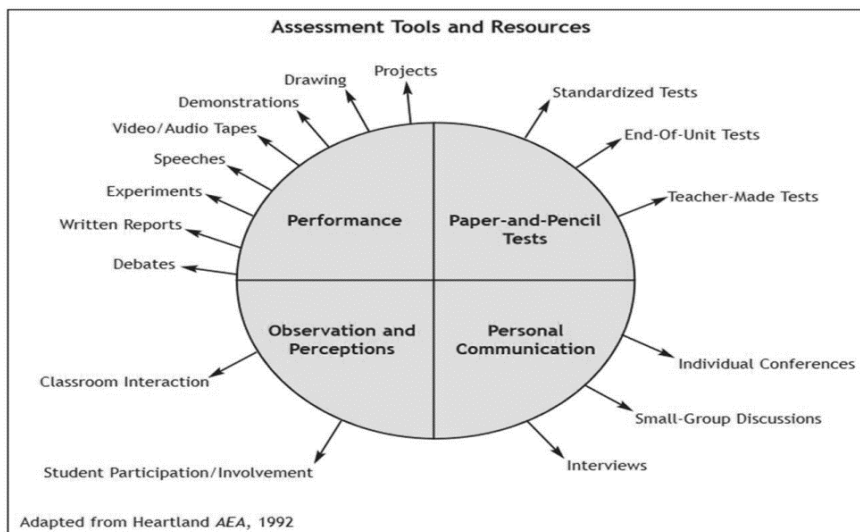 Assessment Tools and Resources
Projects
Drawing
Demonstrations
Video/Audio Tapes
Speeches
Experiments
Written Reports
Debates
Standardized Tests
End-Of-Unit Tests
Teacher-Made Tests
Performance
Paper-and-Pencil
Tests
Observation and
Perceptions
Personal
Communication
Classroom Interaction
Student Participation/Involvement
Individual Conferences
Small-Group Discussions
Interviews
Adapted from Heartland AEA, 1992